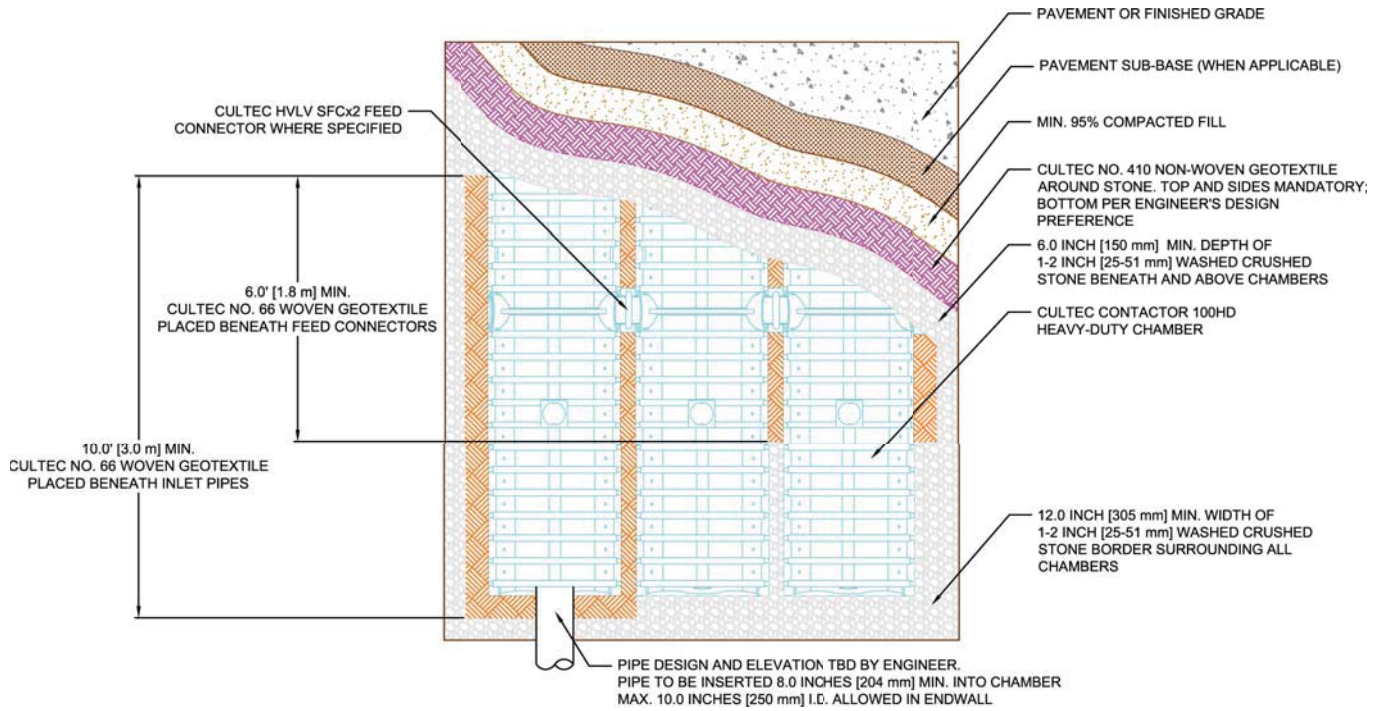 PAVEMENT OR FINISHED GRADE
PAVEMENT SUB-BASE (WHEN APPLICABLE)
CULTEC HVLV SFCx2 FEED
CONNECTOR WHERE SPECIFIED
MIN. 95% COMPACTED FILL
CULTEC NO. 410 NON-WOVEN GEOTEXTILE
AROUND STONE. TOP AND SIDES MANDATORY;
BOTTOM PER ENGINEER'S DESIGN
PREFERENCE
6.0 INCH [150 mm] MIN. DEPTH OF
1-2 INCH [25-51 mm] WASHED CRUSHED
STONE BENEATH AND ABOVE CHAMBERS
6.0' [1.8 m] MIN.
CULTEC NO. 66 WOVEN GEOTEXTILE
PLACED BENEATH FEED CONNECTORS
CULTEC CONTACTOR 100HD
HEAVY-DUTY CHAMBER
10.0' [3.0 m] MIN.
CULTEC NO. 66 WOVEN GEOTEXTILE
PLACED BENEATH INLET PIPES
12.0 INCH [305 mm] MIN. WIDTH OF
1-2 INCH [25-51 mm] WASHED CRUSHED
STONE BORDER SURROUNDING ALL
CHAMBERS
PIPE DESIGN AND ELEVATION TBD BY ENGINEER.
PIPE TO BE INSERTED 8.0 INCHES [204 mm] MIN. INTO CHAMBER
MAX. 10.0 INCHES [250 mm] I.D. ALLOWED IN ENDWALL